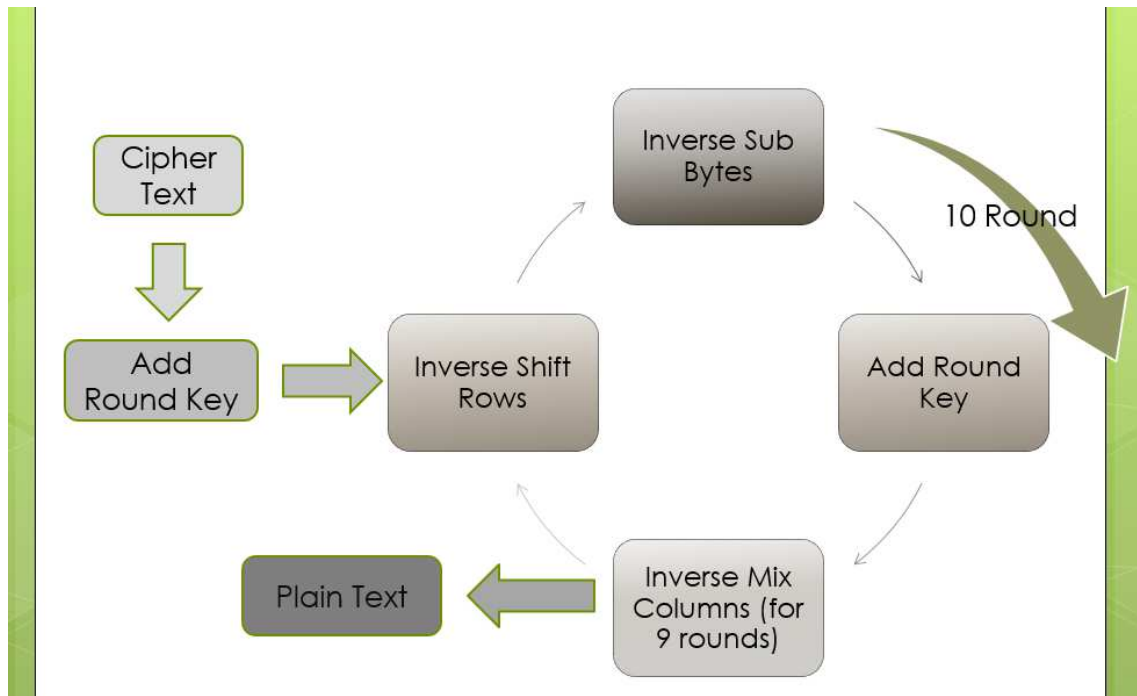 Cipher
Text
Add
Round Key
Inverse Shift
Rows
Inverse Sub
Bytes
10 Round
Add Round
Key
Inverse Mix
Columns (for
9 rounds)
Plain Text